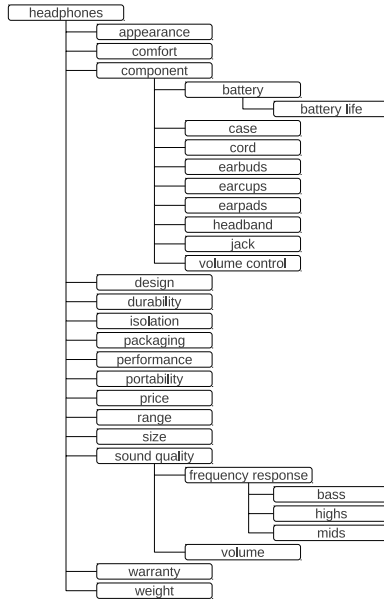 headphones
appearance
comfort
component
battery
battery life
case
cord
earbuds
earcups
earpads
headband
jack
volume control
design
durability
isolation
packaging
performance
portability
price
range
size
sound quality
frequency response
bass
highs
mids
volume
warranty
weight